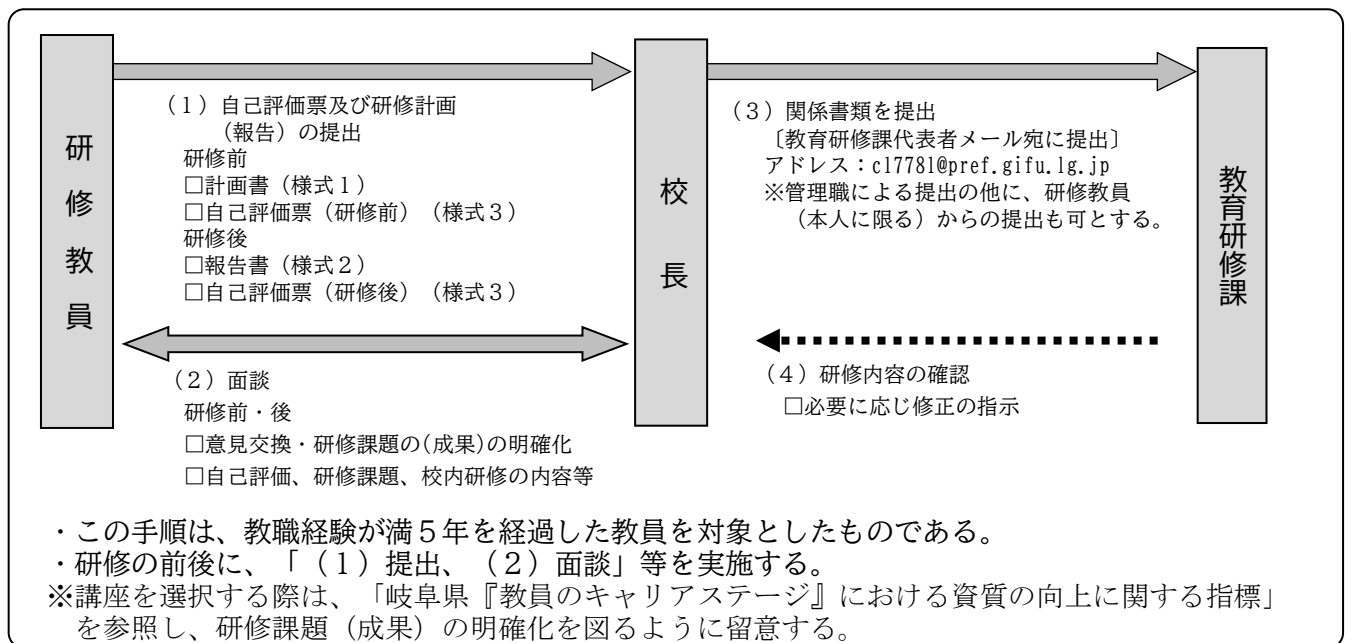 研修教員
（１）自己評価票及び研修計画
（報告）の提出
研修前
□計画書（様式１）
□自己評価票（研修前）（様式３）
研修後
□報告書（様式２）
□自己評価票（研修後）（様式３）
（２）面談
研修前・後
□意見交換・研修課題の(成果)の明確化
□自己評価、研修課題、校内研修の内容等
校長
（３）関係書類を提出
〔教育研修課代表者メール宛に提出〕
アドレス：c17781@pref.gifu.lg.jp
※管理職による提出の他に、研修教員
（本人に限る）からの提出も可とする。
（４）研修内容の確認
□必要に応じ修正の指示
教育研修課
・この手順は、教職経験が満５年を経過した教員を対象としたものである。
・研修の前後に、「（１）提出、（２）面談」等を実施する。
※講座を選択する際は、「岐阜県『教員のキャリアステージ』における資質の向上に関する指標」
を参照し、研修課題（成果）の明確化を図るように留意する。